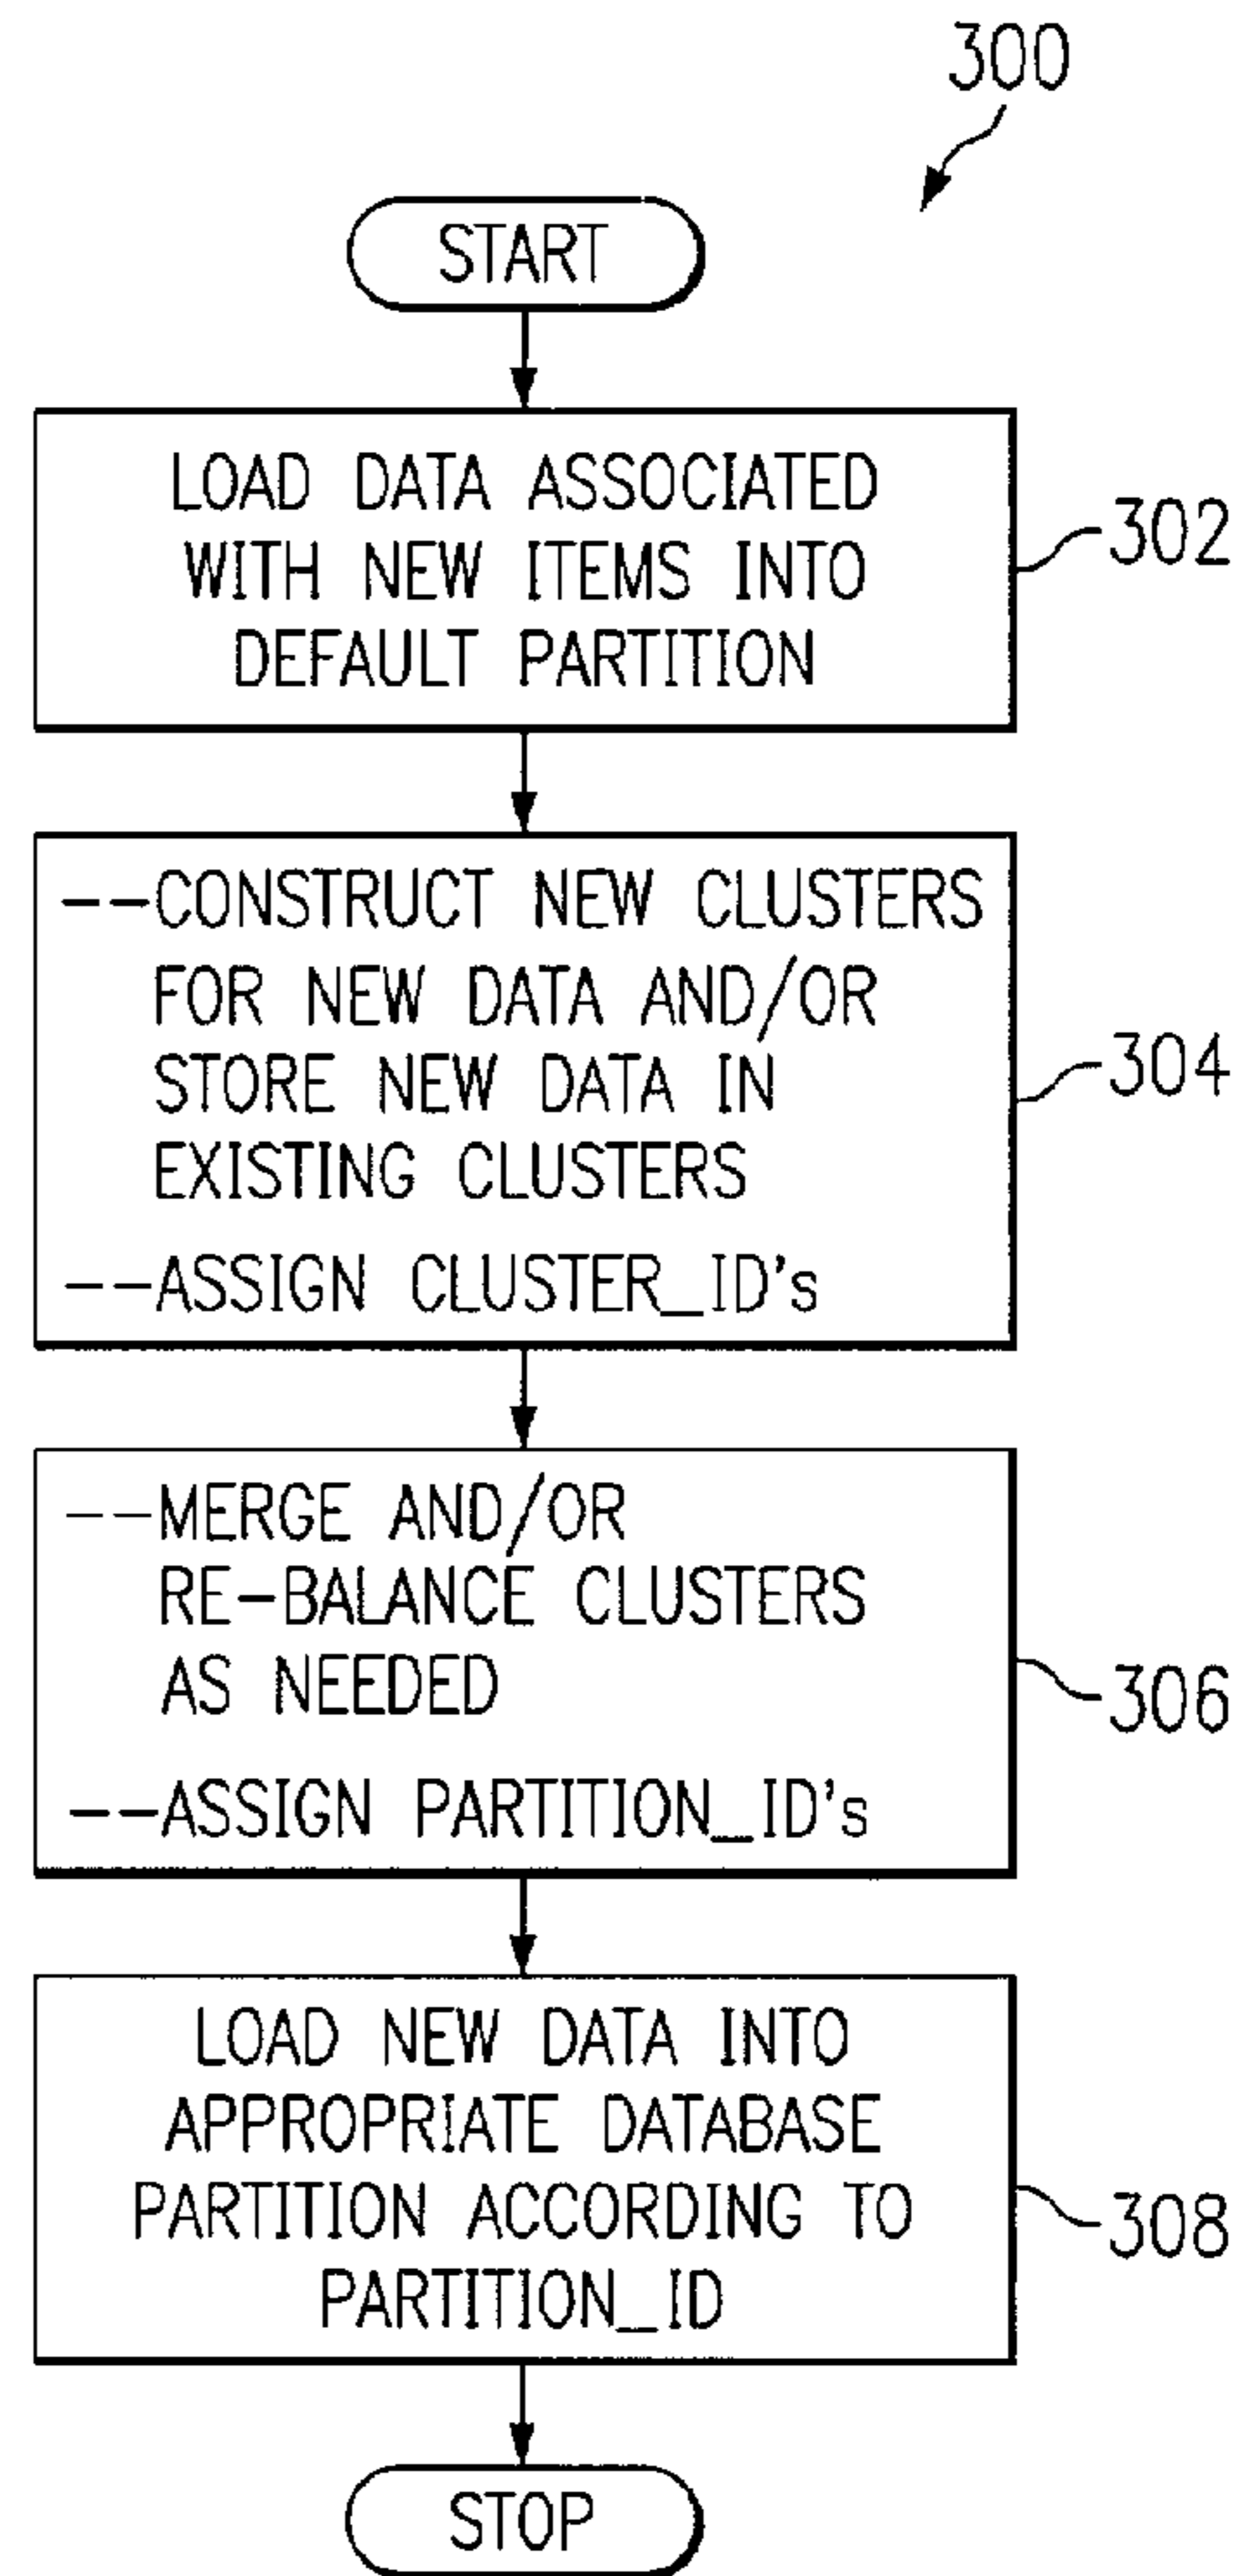 300
START
LOAD DATA ASSOCIATED
WITH NEW ITEMS INTO
DEFAULT PARTITION
302
--CONSTRUCT NEW CLUSTERS
FOR NEW DATA AND/OR
STORE NEW DATA IN
EXISTING CLUSTERS
--ASSIGN CLUSTER_ID's
304
--MERGE AND/OR
RE-BALANCE CLUSTERS
AS NEEDED
--ASSIGN PARTITION_ID's
306
LOAD NEW DATA INTO
APPROPRIATE DATABASE
PARTITION ACCORDING TO
PARTITION_ID
308
STOP